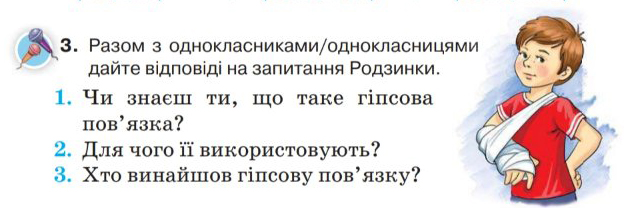 3. Разом з однокласниками/однокласницями
дайте відповіді на запитання Родзинки.
1. Чи знаєш ти, що таке гіпсова
пов’язка?
2. Для чого її використовують?
3. Хто винайшов гіпсову пов’язку?